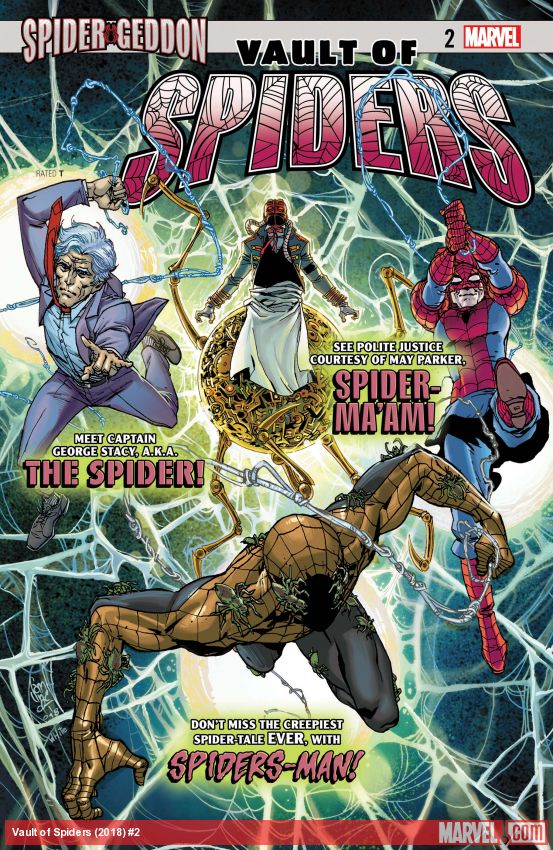 SPIDER-GEDDON
VAULT OF
2 MARVEL
SPIDERS
RATED T
SEE POLITE JUSTICE
COURTESY OF MAY PARKER,
SPIDER-
MA'AM!
MEET CAPTAIN
GEORGE STACY, A.K.A.
THE SPIDER!
DON'T MISS THE CREEPIEST
SPIDER-TALE EVER, WITH
SPIDERS-MAN!
Vault of Spiders (2018) #2
MARVEL.com